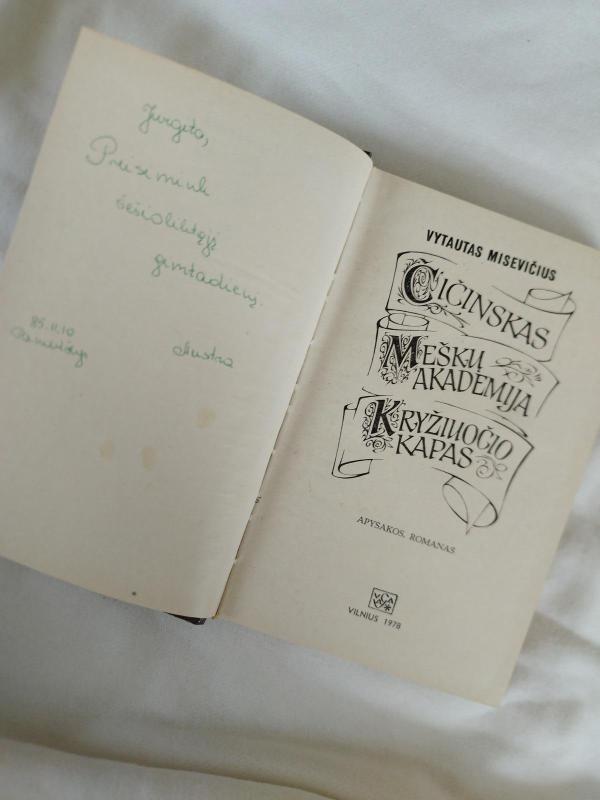 Jurgita,
Prisimink
šešioliktąjį
gimtadienį.
85.11.10
Austra
VYTAUTAS MISEVIČIUS
ČIČINSKAS
MEŠKŲ
AKADEMIJA
KRYŽIUOČIO
KAPAS
APYSAKOS, ROMANAS
VILNIUS 1978